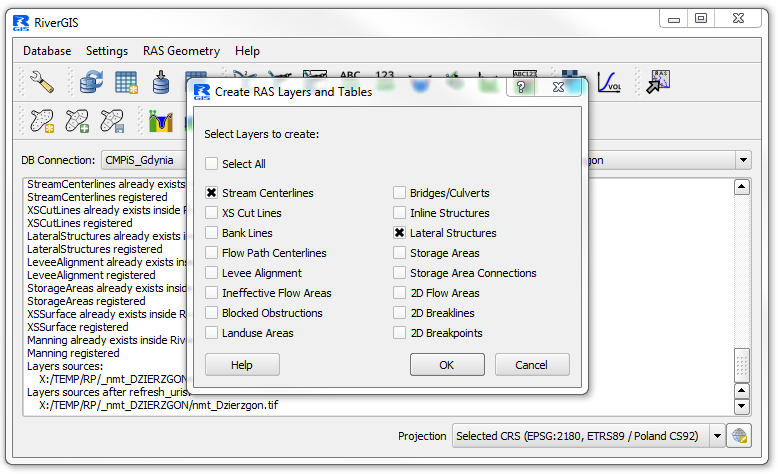 RiverGIS
Database Settings RAS Geometry Help
ABC 123 ABC123 VOL RAS
Create RAS Layers and Tables
Select Layers to create:
Select All
Stream Centerlines Bridges/Culverts
XS Cut Lines Inline Structures
Bank Lines Lateral Structures
Flow Path Centerlines Storage Areas
Levee Alignment Storage Area Connections
Ineffective Flow Areas 2D Flow Areas
Blocked Obstructions 2D Breaklines
Landuse Areas 2D Breakpoints
Help OK Cancel
DB Connection: CMPiS_Gdynia
StreamCenterlines already exists
StreamCenterlines registered
XSCutLines already exists inside
XSCutLines registered
LateralStructures already exists
LateralStructures registered
LeveeAlignment already exists
LeveeAlignment registered
StorageAreas already exists
StorageAreas registered
XSSurface already exists inside
XSSurface registered
Manning already exists inside Rive
Manning registered
Layers sources:
X:/TEMP/RP/_nmt_DZIERZGON
Layers sources after refresh_uris:
X:/TEMP/RP/_nmt_DZIERZGON/nmt_Dzierzgon.tif
Projection Selected CRS (EPSG:2180, ETRS89 / Poland CS92)